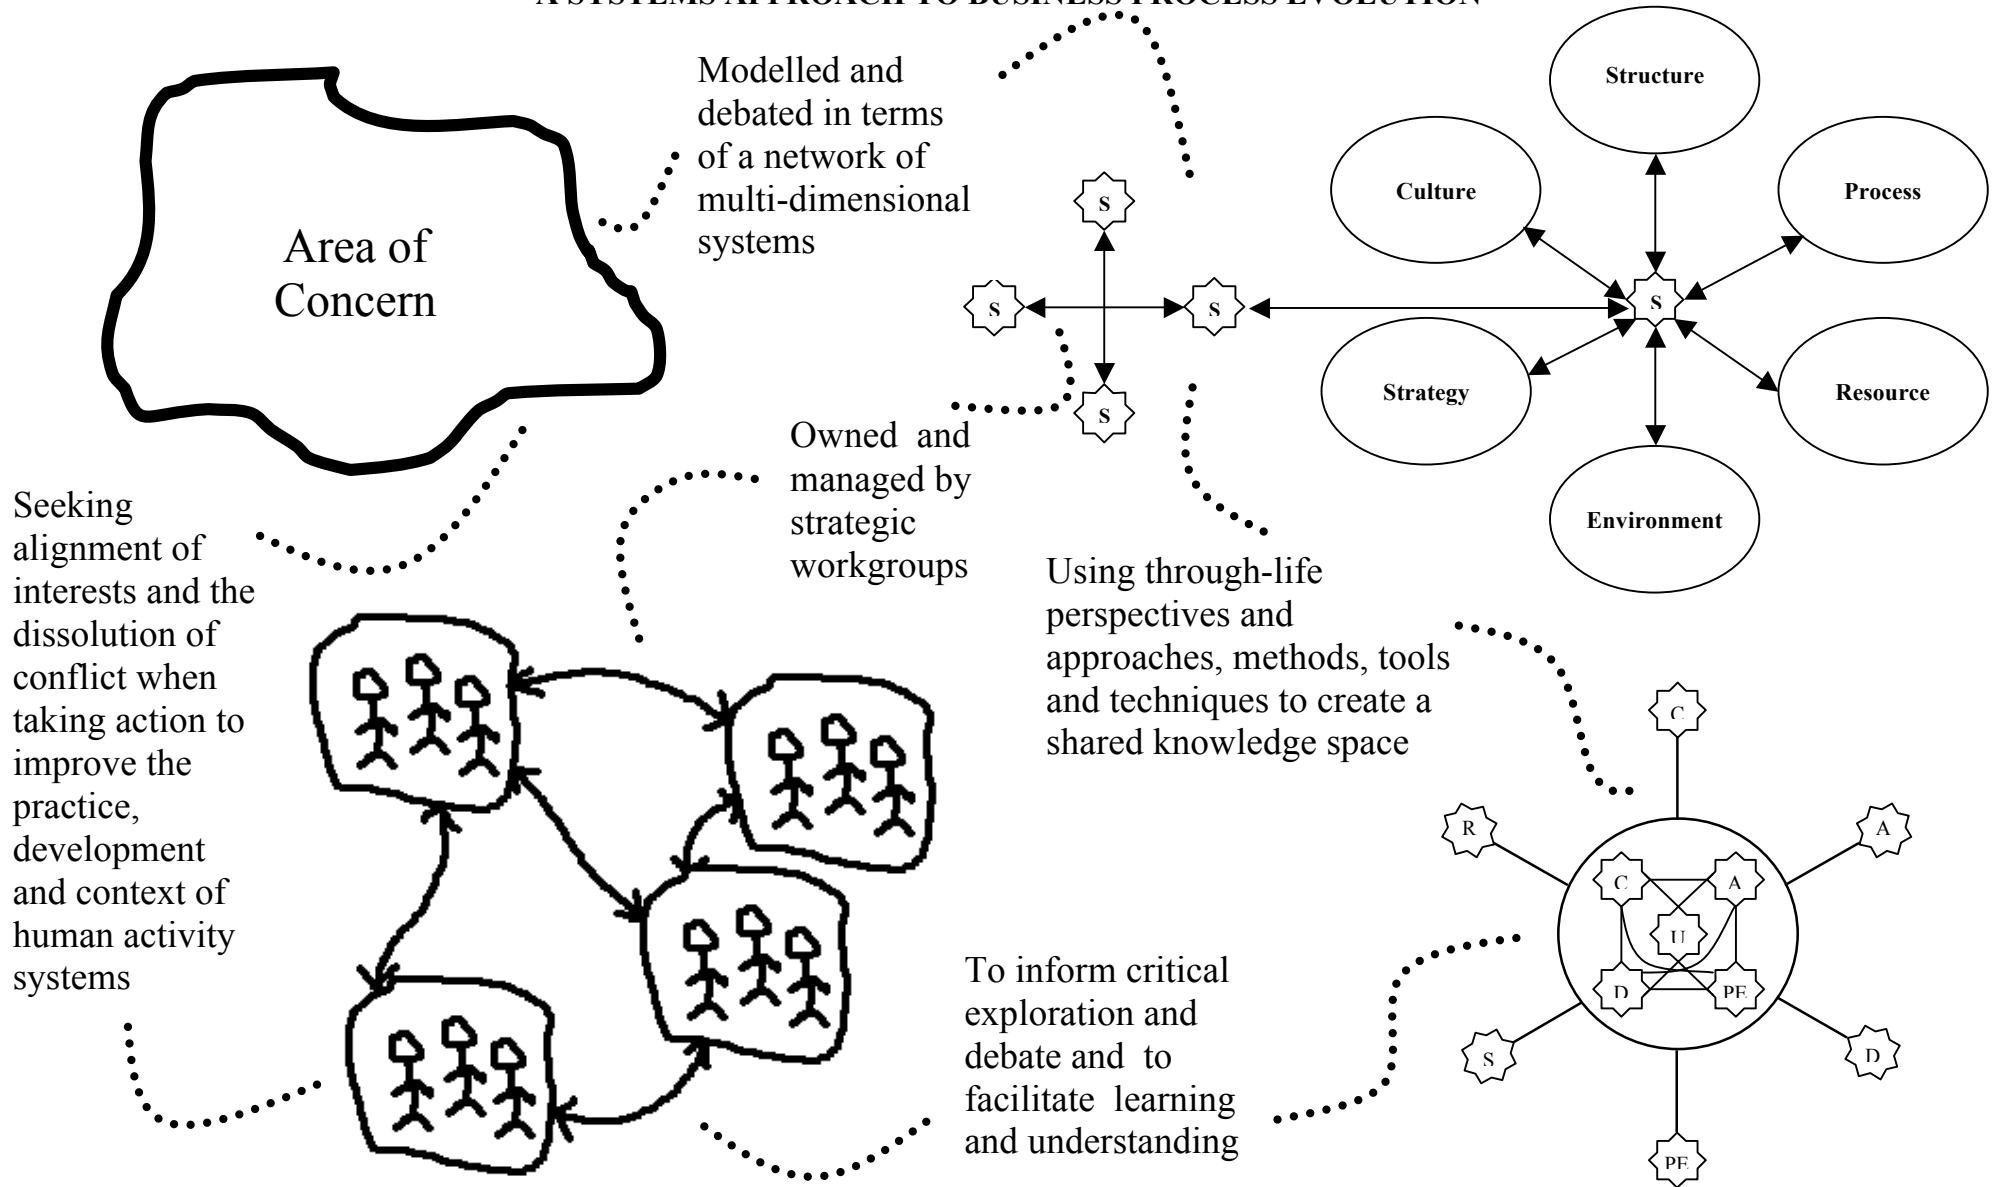 A SYSTEMS APPROACH TO BUSINESS PROCESS EVOLUTION
Modelled and
debated in terms
of a network of
multi-dimensional
systems
Area of
Concern
Structure
Culture
Process
S
S
S
S
S
Strategy
Resource
Environment
Owned and
managed by
strategic
workgroups
Seeking
alignment of
interests and the
dissolution of
conflict when
taking action to
improve the
practice,
development
and context of
human activity
systems
Using through-life
perspectives and
approaches, methods, tools
and techniques to create a
shared knowledge space
C
R
A
C
A
U
D
PE
S
D
PE
To inform critical
exploration and
debate and to
facilitate learning
and understanding